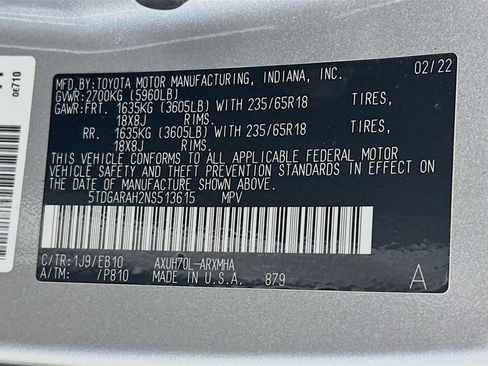 MFD.BY:TOYOTA MOTOR MANUFACTURING, INDIANA, INC. 02/22
GVWR:2700KG (5960LB)
GAWR:FRT. 1635KG (3605LB) WITH 235/65R18 TIRES,
18X8J RIMS.
RR. 1635KG (3605LB) WITH 235/65R18 TIRES,
18X8J RIMS.
THIS VEHICLE CONFORMS TO ALL APPLICABLE FEDERAL MOTOR
VEHICLE SAFETY AND THEFT PREVENTION STANDARDS IN EFFECT ON
THE DATE OF MANUFACTURE SHOWN ABOVE.
5TDGARAH2NS513615 MPV
C/TR:1J9/EB10 AXUH70L-ARXMHA
A/TM: /P810 MADE IN U.S.A. 879 A
0E710